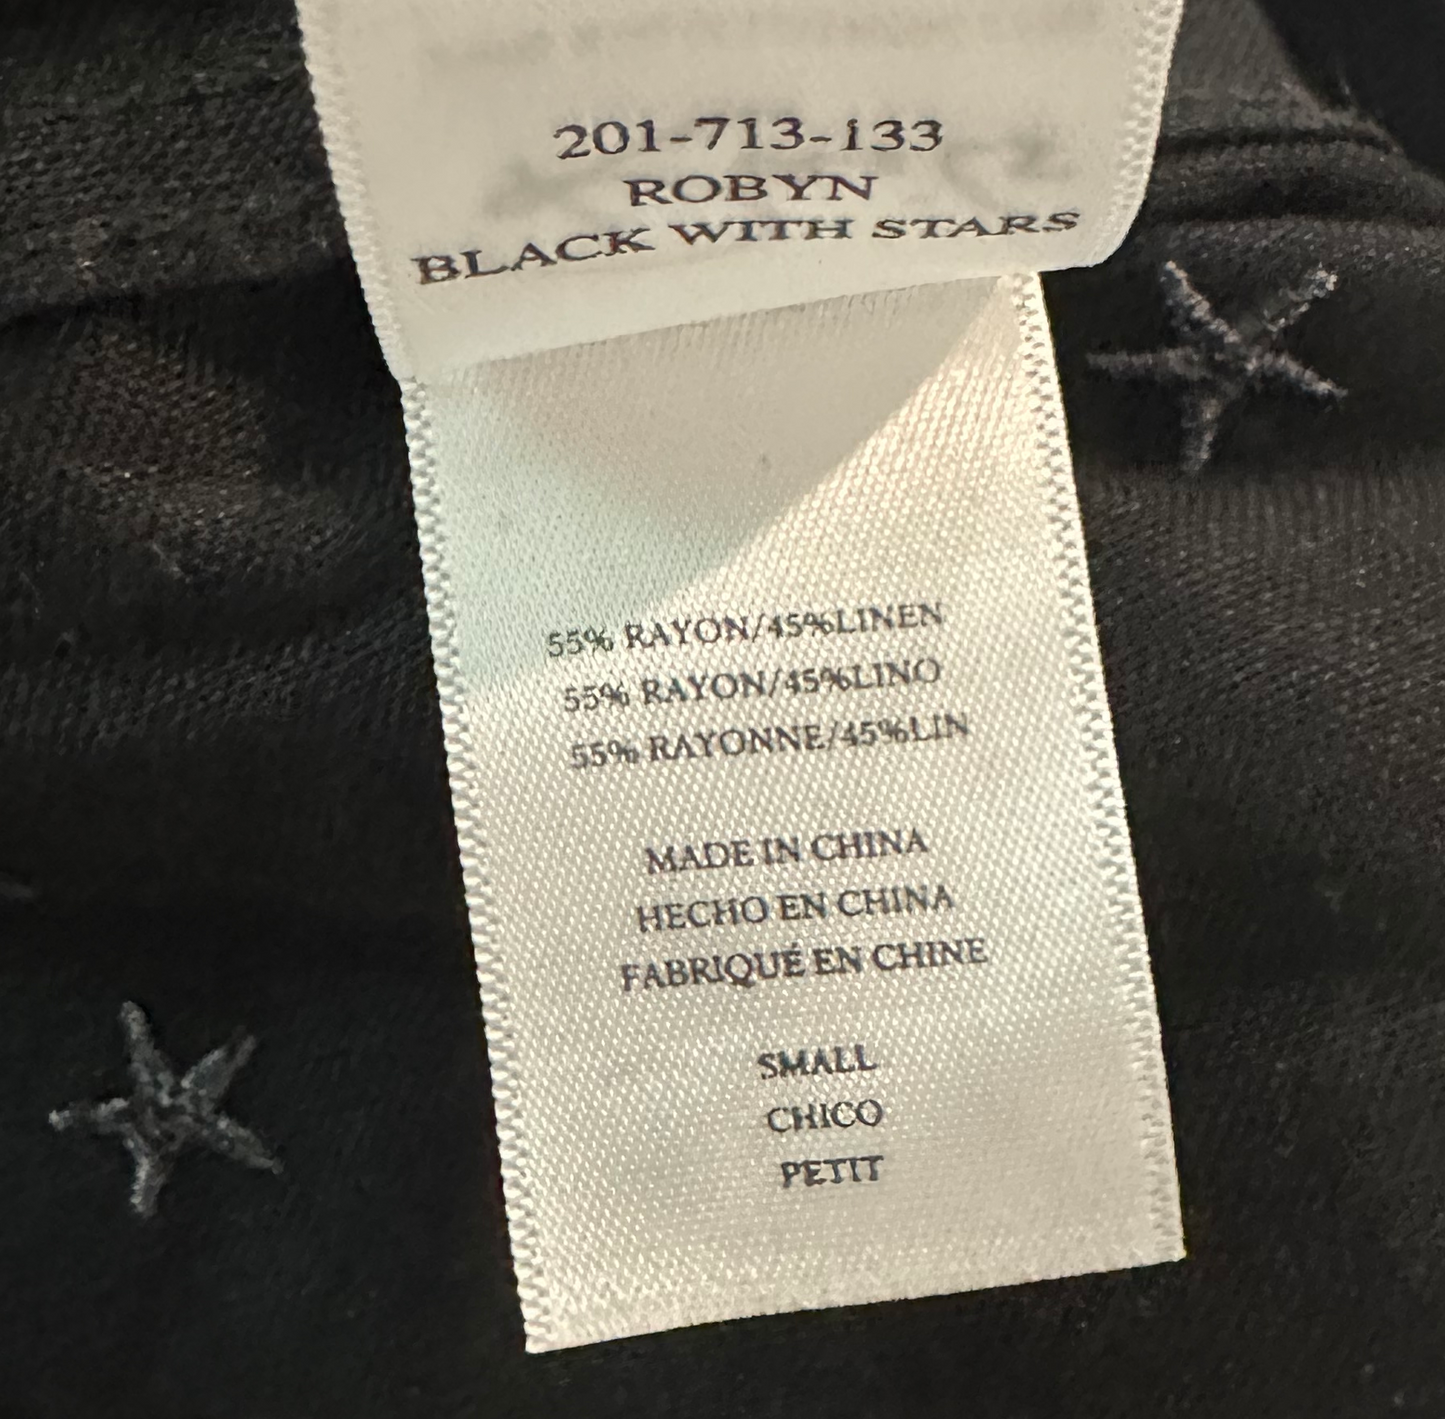 201-713-133
ROBYN
BLACK WITH STARS
55% RAYON/45%LINEN
55% RAYON/45%LINO
55% RAYONNE/45%LIN
MADE IN CHINA
HECHO EN CHINA
FABRIQUÉ EN CHINE
SMALL
CHICO
PETIT